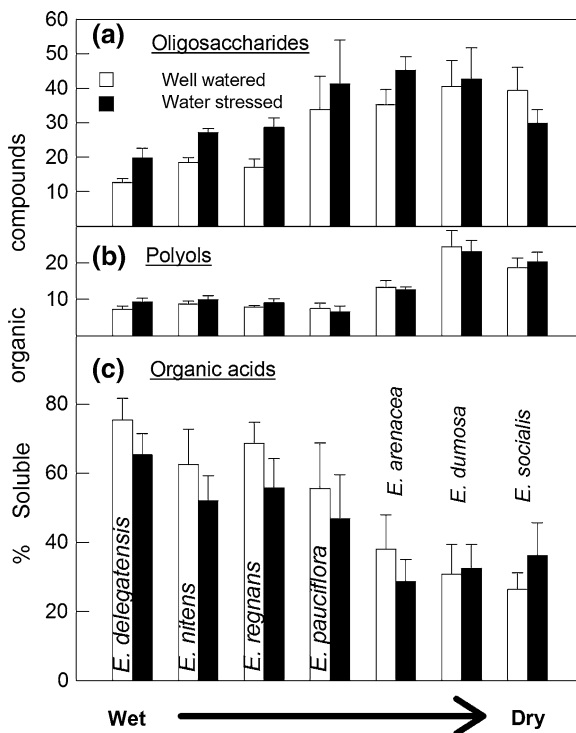 60
(a) Oligosaccharides
50
Well watered
40
Water stressed
30
20
10
(b) Polyols
20
10
(c) Organic acids
80
60
40
20
0
% Soluble organic compounds
E. delegatensis
E. nitens
E. regnans
E. pauciflora
E. arenacea
E. dumosa
E. socialis
Wet Dry